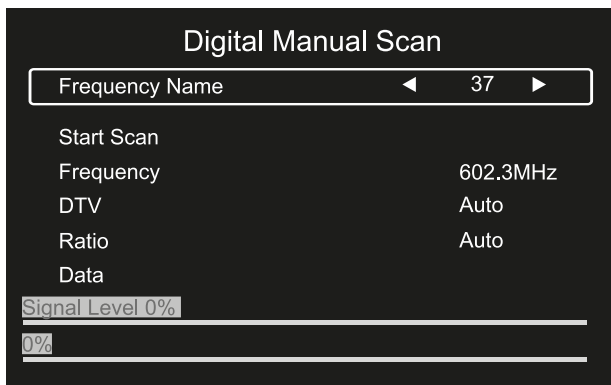 Digital Manual Scan
Frequency Name ◀ 37 ▶
Start Scan
Frequency 602.3MHz
DTV Auto
Ratio Auto
Data
Signal Level 0%
0%